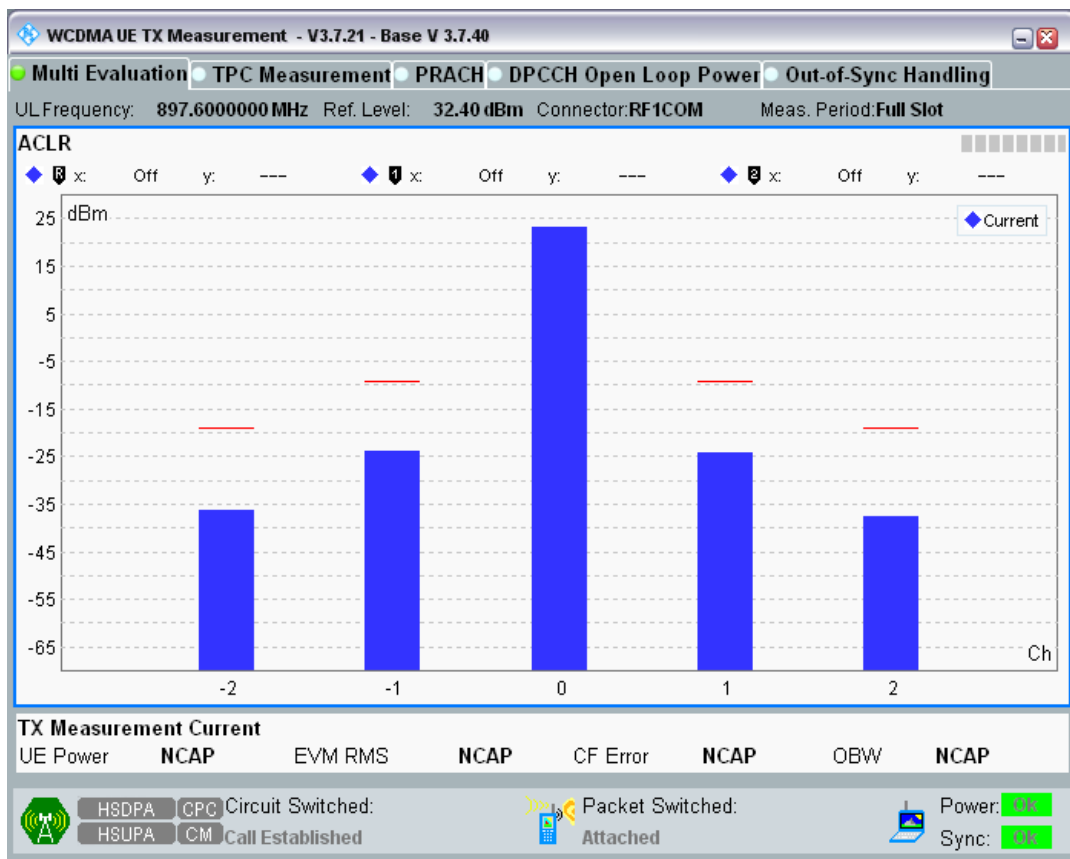 WCDMA UE TX Measurement - V3.7.21 - Base V 3.7.40
Multi Evaluation TPC Measurement PRACH DPCCH Open Loop Power Out-of-Sync Handling
UL Frequency: 897.6000000 MHz Ref. Level: 32.40 dBm Connector: RF1COM Meas. Period: Full Slot
ACLR
R x: Off y: --- 1 x: Off y: --- 2 x: Off y: ---
dBm
Current
25
15
5
-5
-15
-25
-35
-45
-55
-65
Ch
-2 -1 0 1 2
TX Measurement Current
UE Power NCAP EVM RMS NCAP CF Error NCAP OBW NCAP
HSDPA CPC Circuit Switched: Packet Switched: Power: Ok
HSUPA CM Call Established Attached Sync: Ok